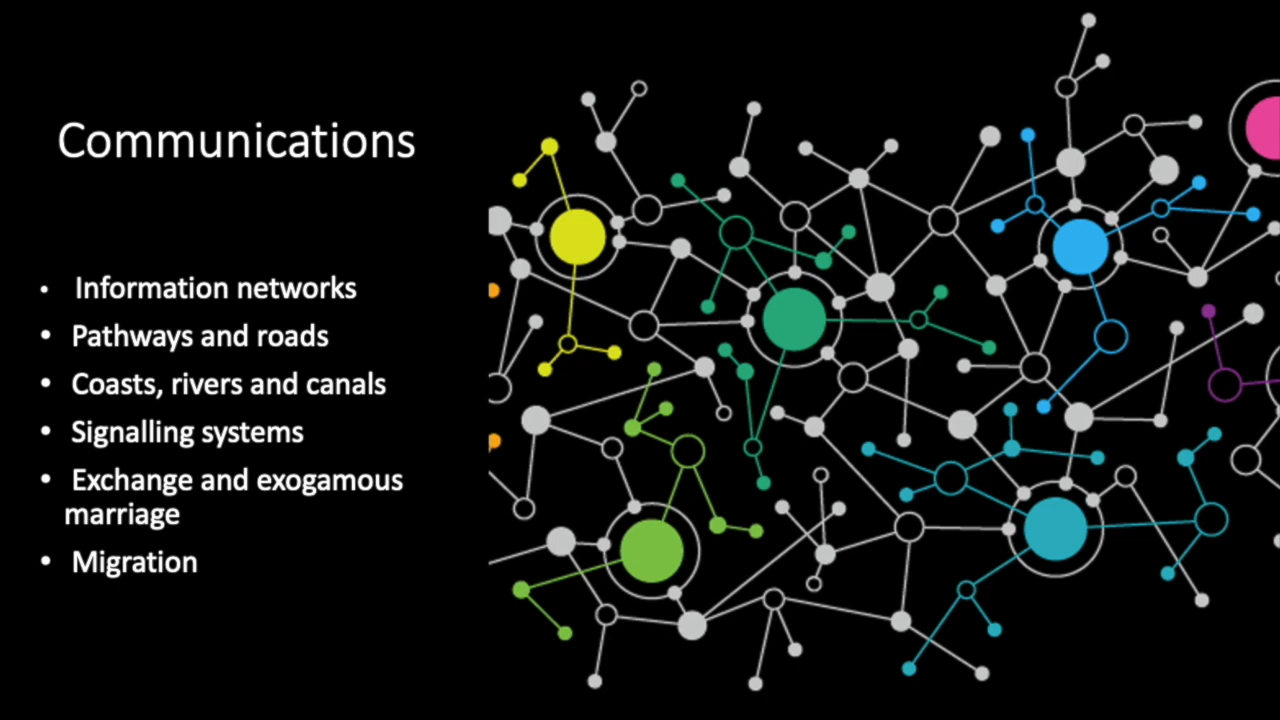 Communications
• Information networks
• Pathways and roads
• Coasts, rivers and canals
• Signalling systems
• Exchange and exogamous
marriage
• Migration